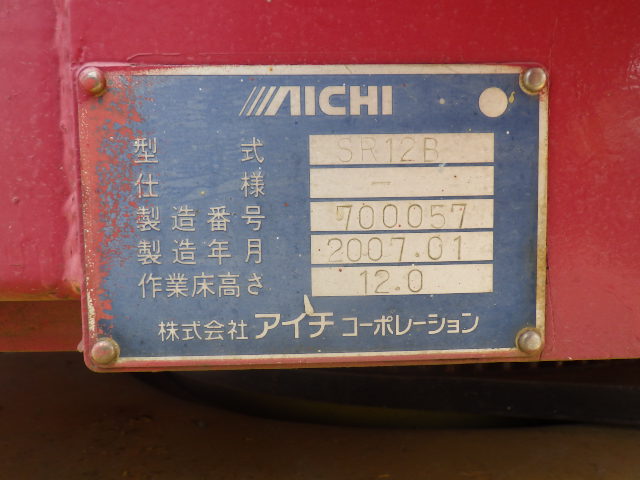 AICHI
型式 SR12B
仕様 -
製造番号 700057
製造年月 2007.01
作業床高さ 12.0
株式会社 アイチ コーポレーション